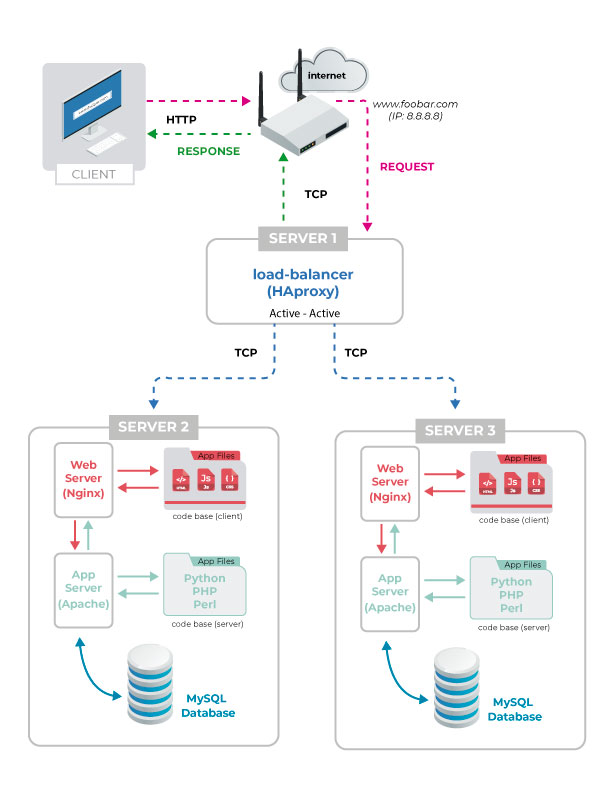 internet
www.foobar.com
(IP: 8.8.8.8)
HTTP
RESPONSE
REQUEST
CLIENT
TCP
SERVER 1
load-balancer
(HAproxy)
Active - Active
TCP
TCP
SERVER 2
Web
Server
(Nginx)
App Files
HTML
Js
Js
{ }
CSS
code base (client)
App
Server
(Apache)
App Files
Python
PHP
Perl
code base (server)
MySQL
Database
SERVER 3
Web
Server
(Nginx)
App Files
</>
HTML
Js
Js
{ }
CSS
code base (client)
App
Server
(Apache)
App Files
Python
PHP
Perl
code base (server)
MySQL
Database